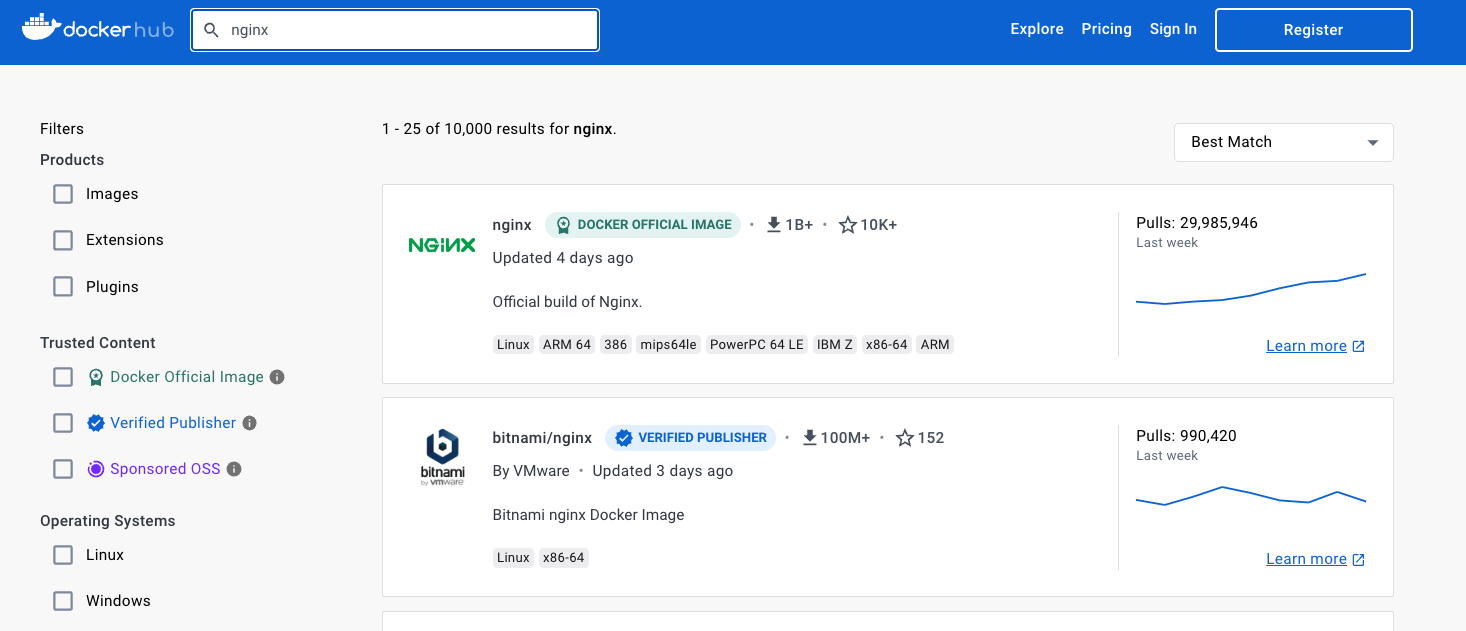 dockerhub nginx Explore Pricing Sign In Register
Filters
Products
Images
Extensions
Plugins
Trusted Content
Docker Official Image
Verified Publisher
Sponsored OSS
Operating Systems
Linux
Windows
1 - 25 of 10,000 results for nginx.
Best Match
NGINX
nginx DOCKER OFFICIAL IMAGE • 1B+ • 10K+
Updated 4 days ago
Official build of Nginx.
Linux ARM 64 386 mips64le PowerPC 64 LE IBM Z x86-64 ARM
Pulls: 29,985,946
Last week
Learn more
bitnami
by vmware
bitnami/nginx VERIFIED PUBLISHER • 100M+ • 152
By VMware • Updated 3 days ago
Bitnami nginx Docker Image
Linux x86-64
Pulls: 990,420
Last week
Learn more